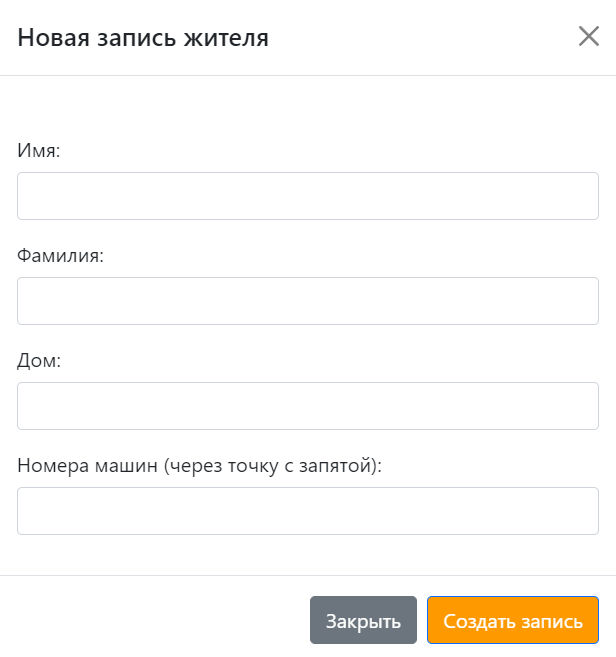 Новая запись жителя
Имя:
Фамилия:
Дом:
Номера машин (через точку с запятой):
Закрыть Создать запись